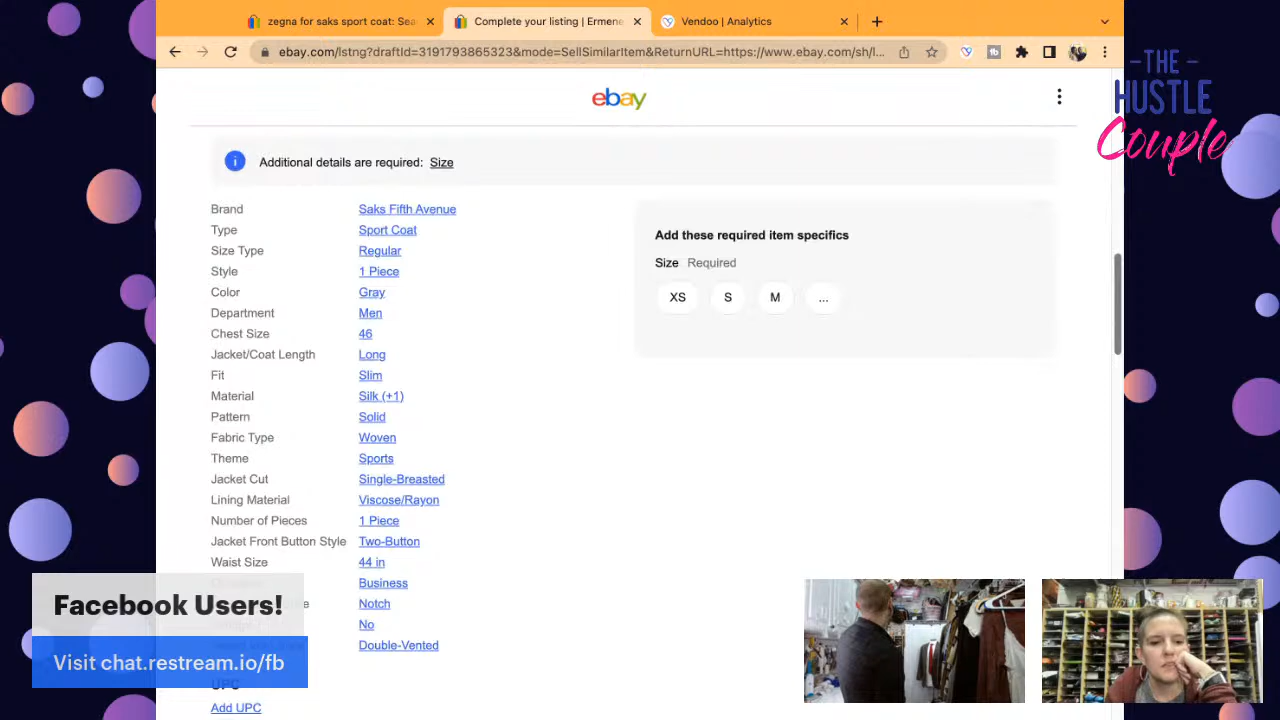 zegna for saks sport coat: Sea
Complete your listing | Ermene
Vendoo | Analytics
ebay.com/lstng?draftId=3191793865323&mode=SellSimilarItem&ReturnURL=https://www.ebay.com/sh/l...
-THE-
HUSTLE
Couple
ebay
Additional details are required: Size
Brand Saks Fifth Avenue
Type Sport Coat
Size Type Regular
Style 1 Piece
Color Gray
Department Men
Chest Size 46
Jacket/Coat Length Long
Fit Slim
Material Silk (+1)
Pattern Solid
Fabric Type Woven
Theme Sports
Jacket Cut Single-Breasted
Lining Material Viscose/Rayon
Number of Pieces 1 Piece
Jacket Front Button Style Two-Button
Waist Size 44 in
Business
Notch
No
Double-Vented
UPC
Add UPC
Add these required item specifics
Size Required
XS S M ...
Facebook Users!
Visit chat.restream.io/fb